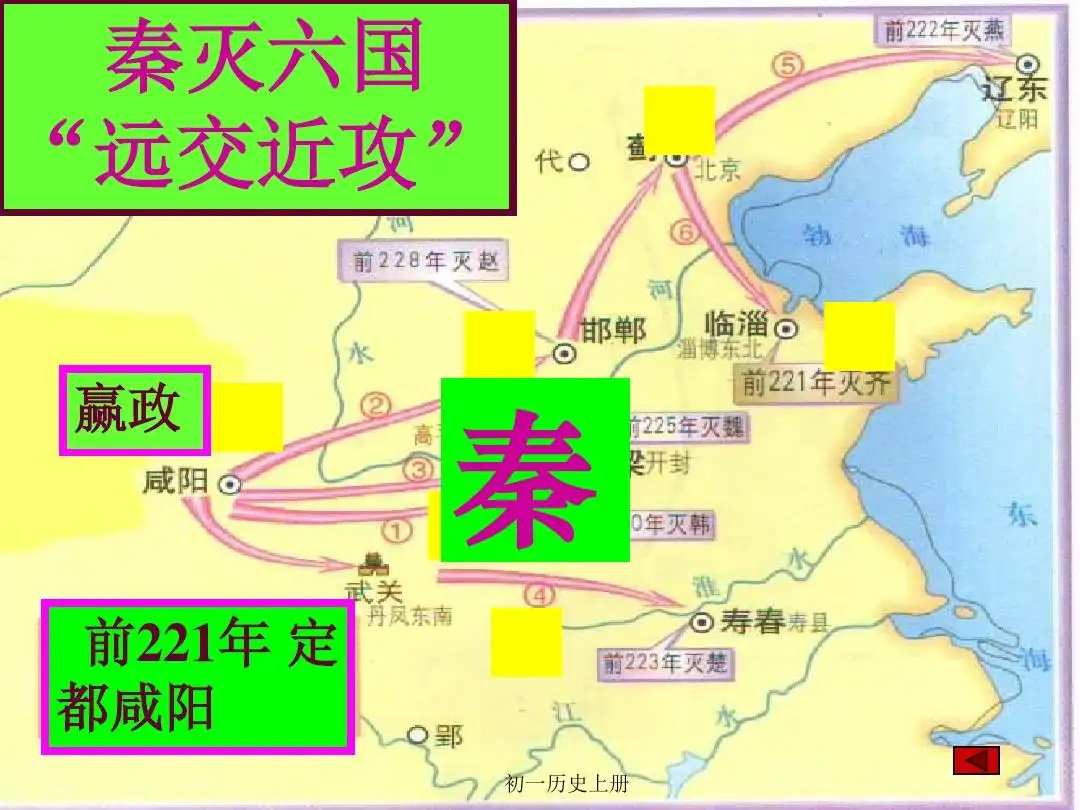 秦灭六国
“远交近攻”
前222年灭燕
⑤
辽东
辽阳
代
蓟
北京
河
⑥
勃海
前228年灭赵
河
邯郸
临淄
淄博东北
水
前221年灭齐
赢政
②
高
秦
前225年灭魏
咸阳
③
梁开封
①
0年灭韩
东
武关
丹凤东南
④
淮水
寿春寿县
前221年 定
都咸阳
前223年灭楚
海
江
水
郢
初一历史上册